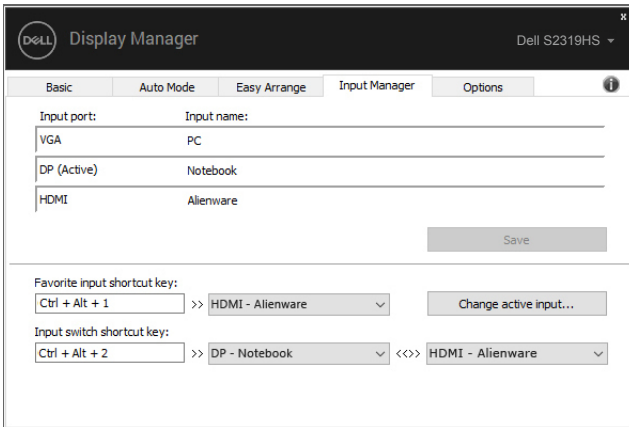 x
DELL Display Manager Dell S2319HS
Basic Auto Mode Easy Arrange Input Manager Options i
Input port: Input name:
VGA PC
DP (Active) Notebook
HDMI Alienware
Save
Favorite input shortcut key:
Ctrl + Alt + 1 >> HDMI - Alienware Change active input...
Input switch shortcut key:
Ctrl + Alt + 2 >> DP - Notebook <<>> HDMI - Alienware